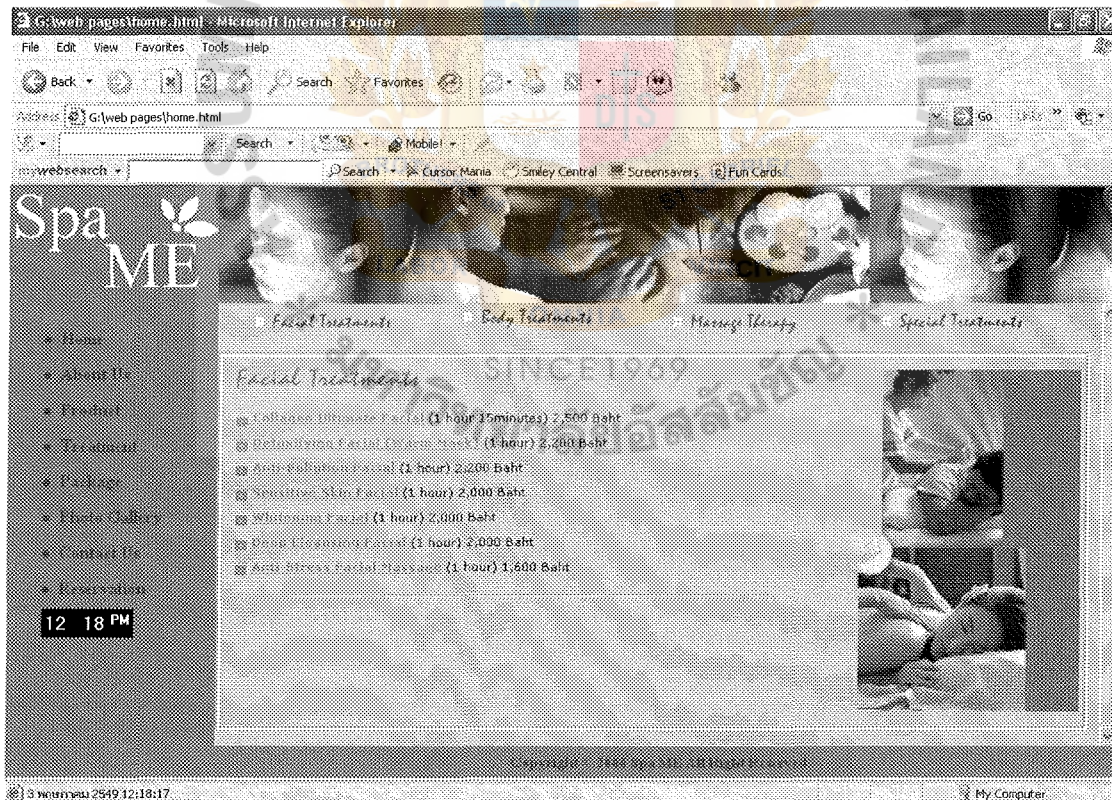 G:\web pages\home.html - Microsoft Internet Explorer
File Edit View Favorites Tools Help
Back Search Favorites
Address G:\web pages\home.html Go Links »
Search Mobile!
mywebsearch Search Cursor Mania Smiley Central Screensavers Fun Cards
Spa
ME
Facial Treatments Body Treatments Massage Therapy Special Treatments
Home
About Us
Product
Treatment
Package
Photo Gallery
Contact Us
Reservation
12 18 PM
Facial Treatments
Collagen Ultimate Facial (1 hour 15minutes) 2,500 Baht
Detoxifying Facial (1 hour) 2,200 Baht
Anti-Pollution Facial (1 hour) 2,200 Baht
Sensitive Skin Facial (1 hour) 2,000 Baht
Whitening Facial (1 hour) 2,000 Baht
Deep Cleansing Facial (1 hour) 2,000 Baht
Anti-Stress Facial Massage (1 hour) 1,600 Baht
SINCE1969
Spa ME All Right
3 พฤษภาคม 2549 12:18:17 My Computer